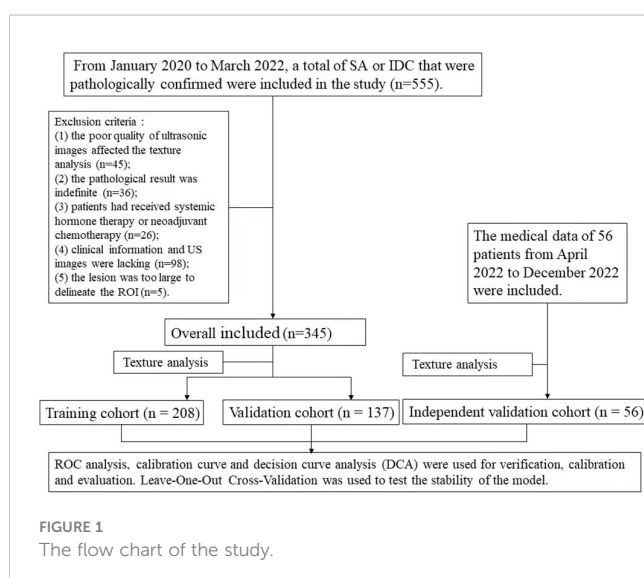 From January 2020 to March 2022, a total of SA or IDC that were
pathologically confirmed were included in the study (n=555).
Exclusion criteria :
(1) the poor quality of ultrasonic
images affected the texture
analysis (n=45);
(2) the pathological result was
indefinite (n=36);
(3) patients had received systemic
hormone therapy or neoadjuvant
chemotherapy (n=26);
(4) clinical information and US
images were lacking (n=98);
(5) the lesion was too large to
delineate the ROI(n=5).
The medical data of 56
patients from April
2022 to December 2022
were included.
Overall included (n=345)
Texture analysis
Texture analysis
Training cohort (n = 208)
Validation cohort (n = 137)
Independent validation cohort (n = 56)
ROC analysis, calibration curve and decision curve analysis (DCA) were used for verification, calibration
and evaluation. Leave-One-Out Cross-Validation was used to test the stability of the model.
FIGURE 1
The flow chart of the study.